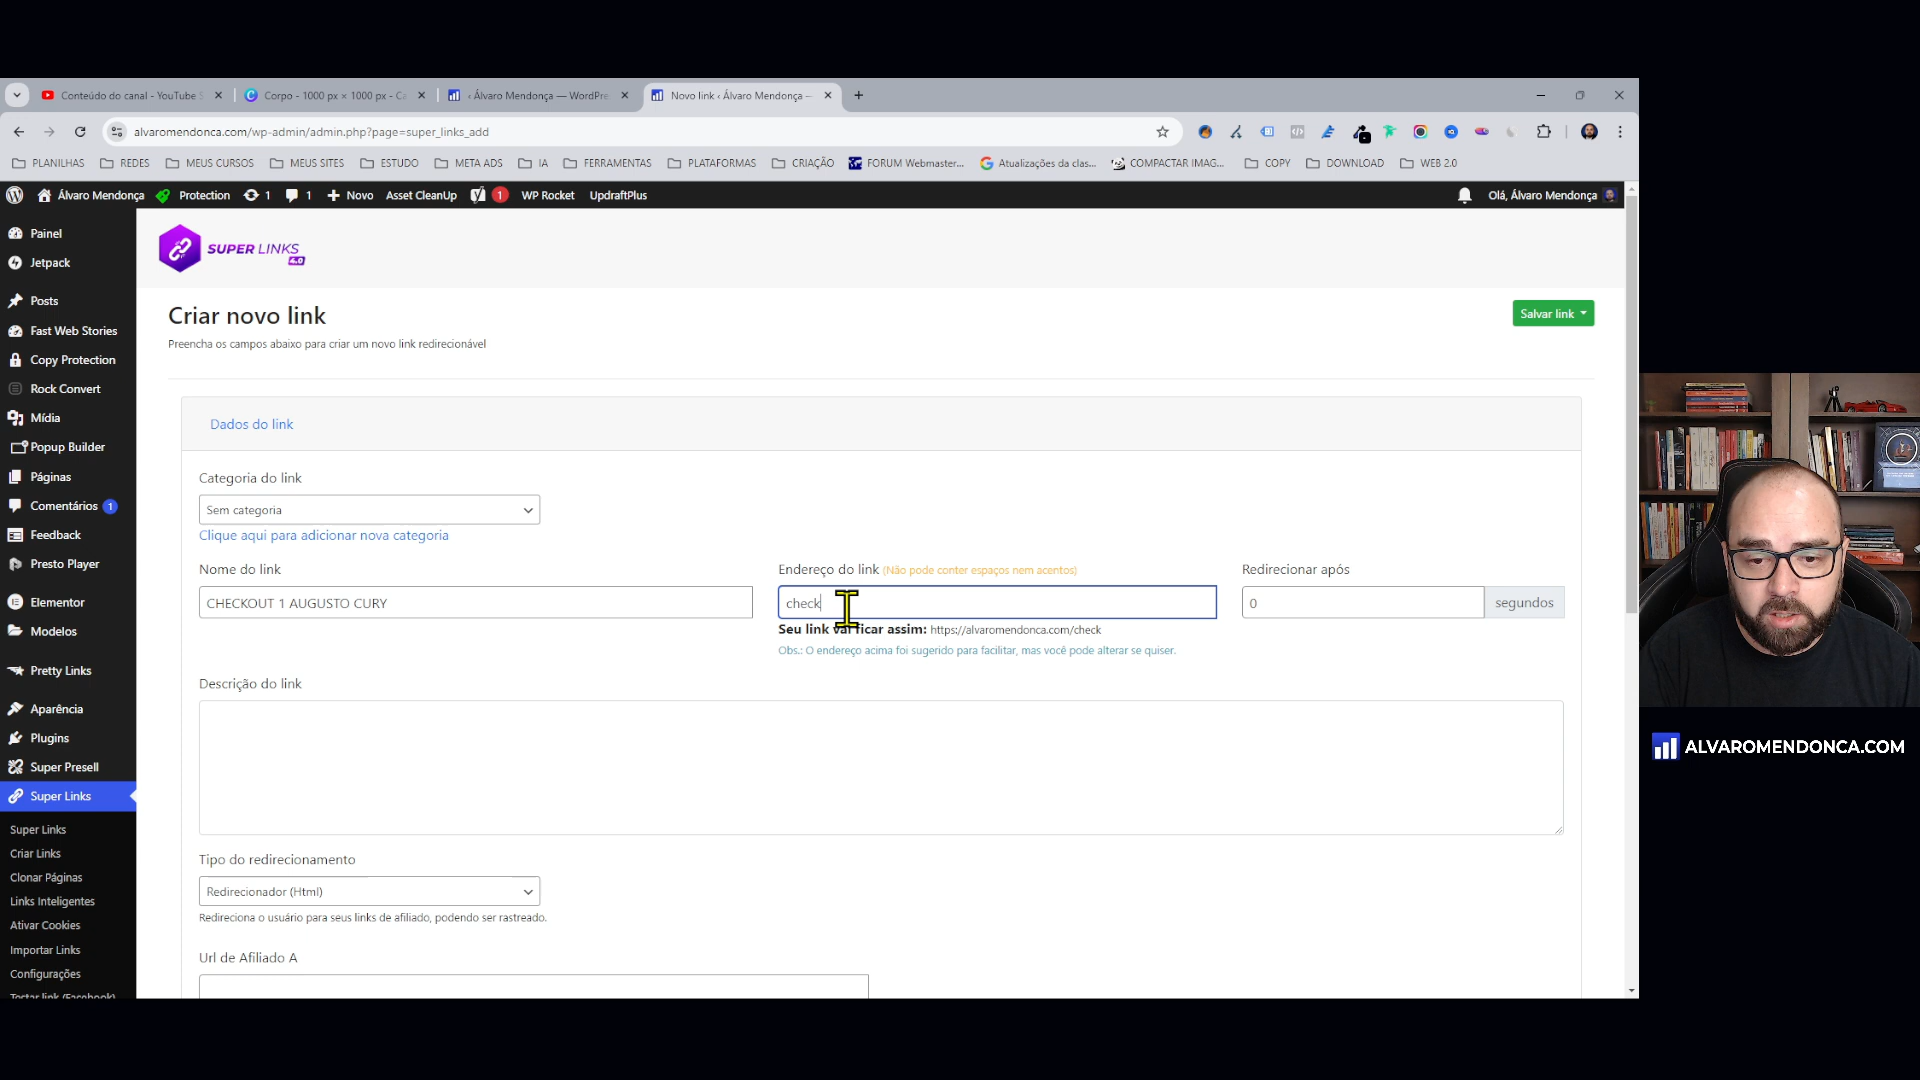 Conteúdo do canal - YouTube S
Corpo - 1000 px × 1000 px - Ca
‹ Álvaro Mendonça — WordPre
Novo link ‹ Álvaro Mendonça —
alvaromendonca.com/wp-admin/admin.php?page=super_links_add
PLANILHAS
REDES
MEUS CURSOS
MEUS SITES
ESTUDO
META ADS
IA
FERRAMENTAS
PLATAFORMAS
CRIAÇÃO
FORUM Webmaster...
Atualizações da clas...
COMPACTAR IMAG...
COPY
DOWNLOAD
WEB 2.0
Álvaro Mendonça
Protection
1
1
Novo
Asset CleanUp
1
WP Rocket
UpdraftPlus
Olá, Álvaro Mendonça
Painel
Jetpack
Posts
Fast Web Stories
Copy Protection
Rock Convert
Mídia
Popup Builder
Páginas
Comentários 1
Feedback
Presto Player
Elementor
Modelos
Pretty Links
Aparência
Plugins
Super Presell
Super Links
Super Links
Criar Links
Clonar Páginas
Links Inteligentes
Ativar Cookies
Importar Links
Configurações
Testar link (Facebook)
SUPER LINKS
4.0
Criar novo link
Salvar link
Preencha os campos abaixo para criar um novo link redirecionável
Dados do link
Categoria do link
Sem categoria
Clique aqui para adicionar nova categoria
Nome do link
CHECKOUT 1 AUGUSTO CURY
Endereço do link (Não pode conter espaços nem acentos)
check
Seu link vai ficar assim: https://alvaromendonca.com/check
Obs.: O endereço acima foi sugerido para facilitar, mas você pode alterar se quiser.
Redirecionar após
0
segundos
Descrição do link
Tipo do redirecionamento
Redirecionador (Html)
Redireciona o usuário para seus links de afiliado, podendo ser rastreado.
Url de Afiliado A
ALVAROMENDONCA.COM